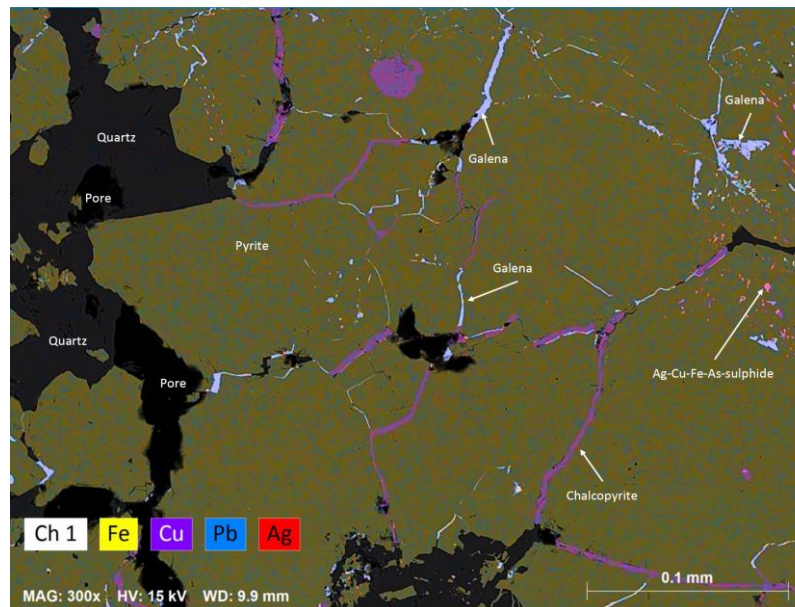 Galena
Quartz
Galena
Pore
Pyrite
Galena
Quartz
Pore
Ag-Cu-Fe-As-sulphide
Chalcopyrite
Ch 1 Fe Cu Pb Ag
MAG: 300x HV: 15 kV WD: 9.9 mm
0.1 mm